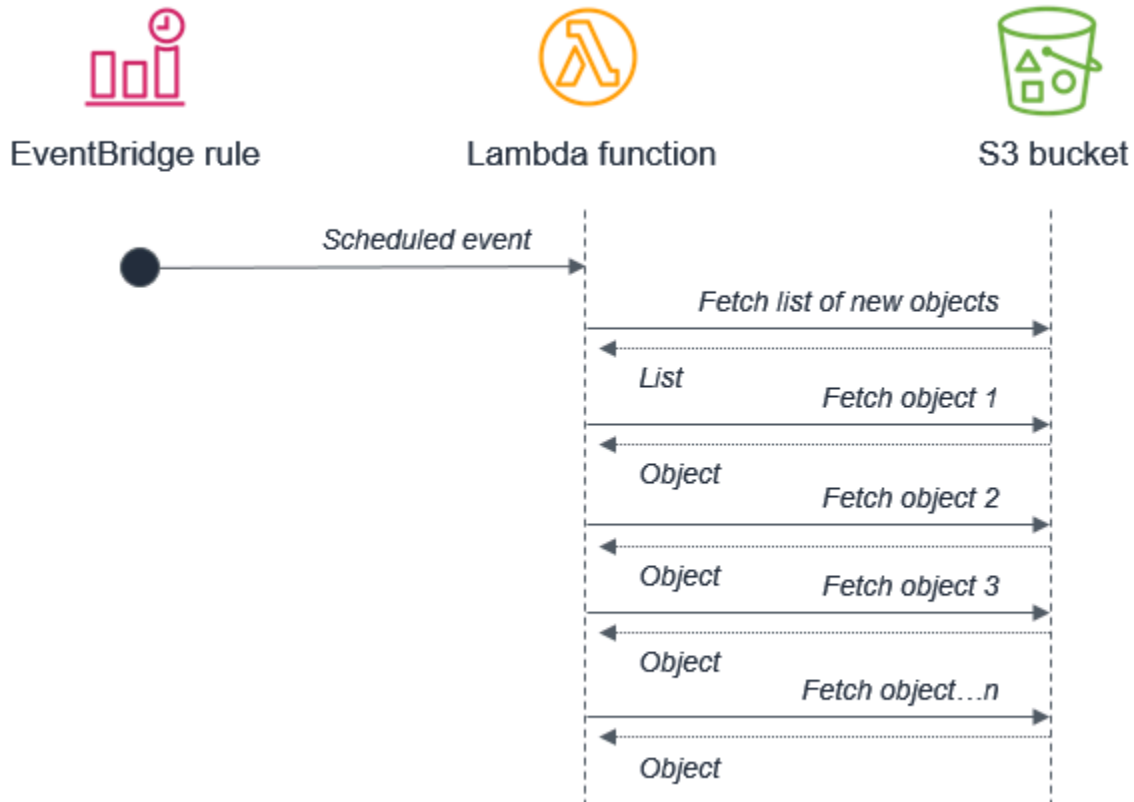 EventBridge rule
Lambda function
S3 bucket
Scheduled event
Fetch list of new objects
List
Fetch object 1
Object
Fetch object 2
Object
Fetch object 3
Object
Fetch object...n
Object